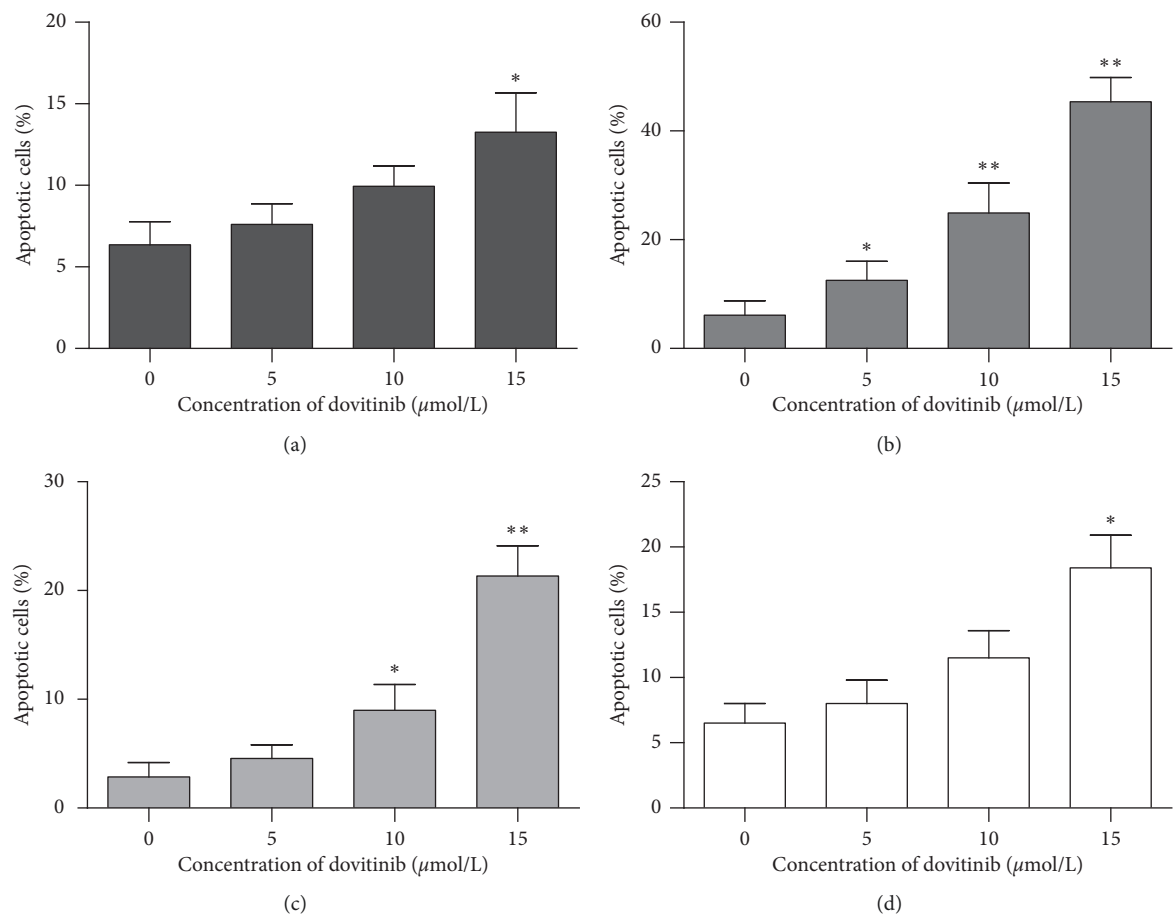 20
15
10
5
0
Apoptotic cells (%)
*
0 5 10 15
Concentration of dovitinib (μmol/L)
(a)
60
40
20
0
Apoptotic cells (%)
*
**
**
0 5 10 15
Concentration of dovitinib (μmol/L)
(b)
30
20
10
0
Apoptotic cells (%)
*
**
0 5 10 15
Concentration of dovitinib (μmol/L)
(c)
25
20
15
10
5
0
Apoptotic cells (%)
*
0 5 10 15
Concentration of dovitinib (μmol/L)
(d)